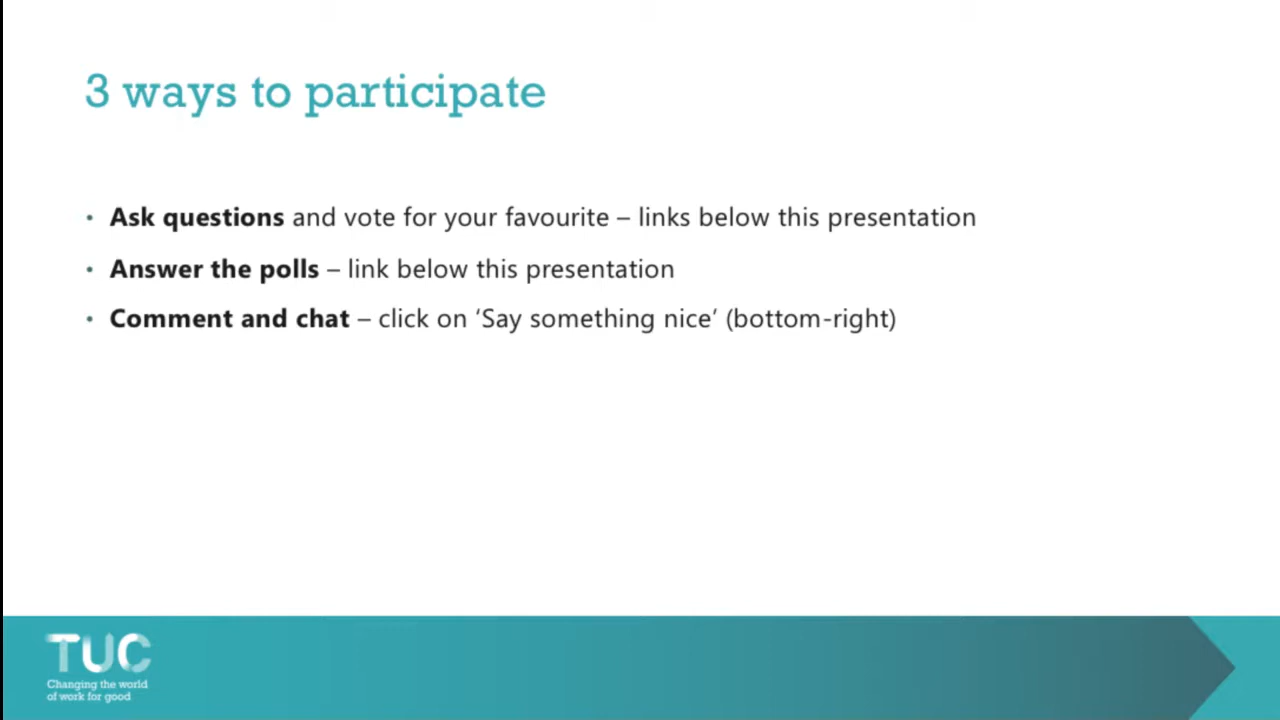 3 ways to participate
• Ask questions and vote for your favourite – links below this presentation
• Answer the polls – link below this presentation
• Comment and chat – click on ‘Say something nice’ (bottom-right)
TUC
Changing the world
of work for good